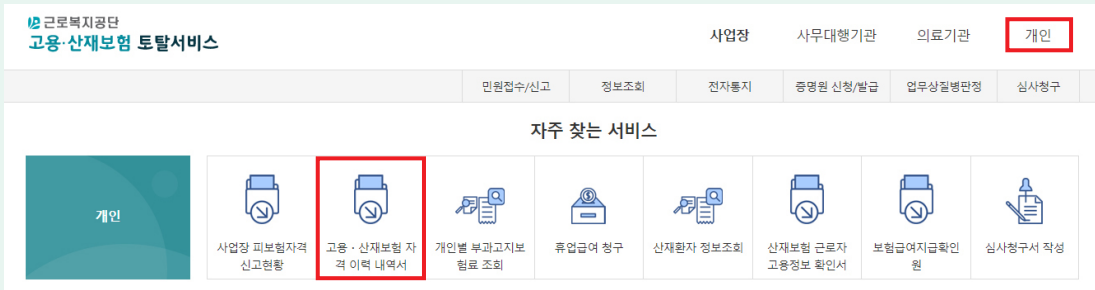 근로복지공단
고용·산재보험 토탈서비스
사업장 사무대행기관 의료기관 개인
민원접수/신고 정보조회 전자통지 증명원 신청/발급 업무상질병판정 심사청구
자주 찾는 서비스
개인
사업장 피보험자격
신고현황
고용·산재보험 자
격 이력 내역서
개인별 부과고지보
험료 조회
휴업급여 청구
산재환자 정보조회
산재보험 근로자
고용정보 확인서
보험급여지급확인
원
심사청구서 작성